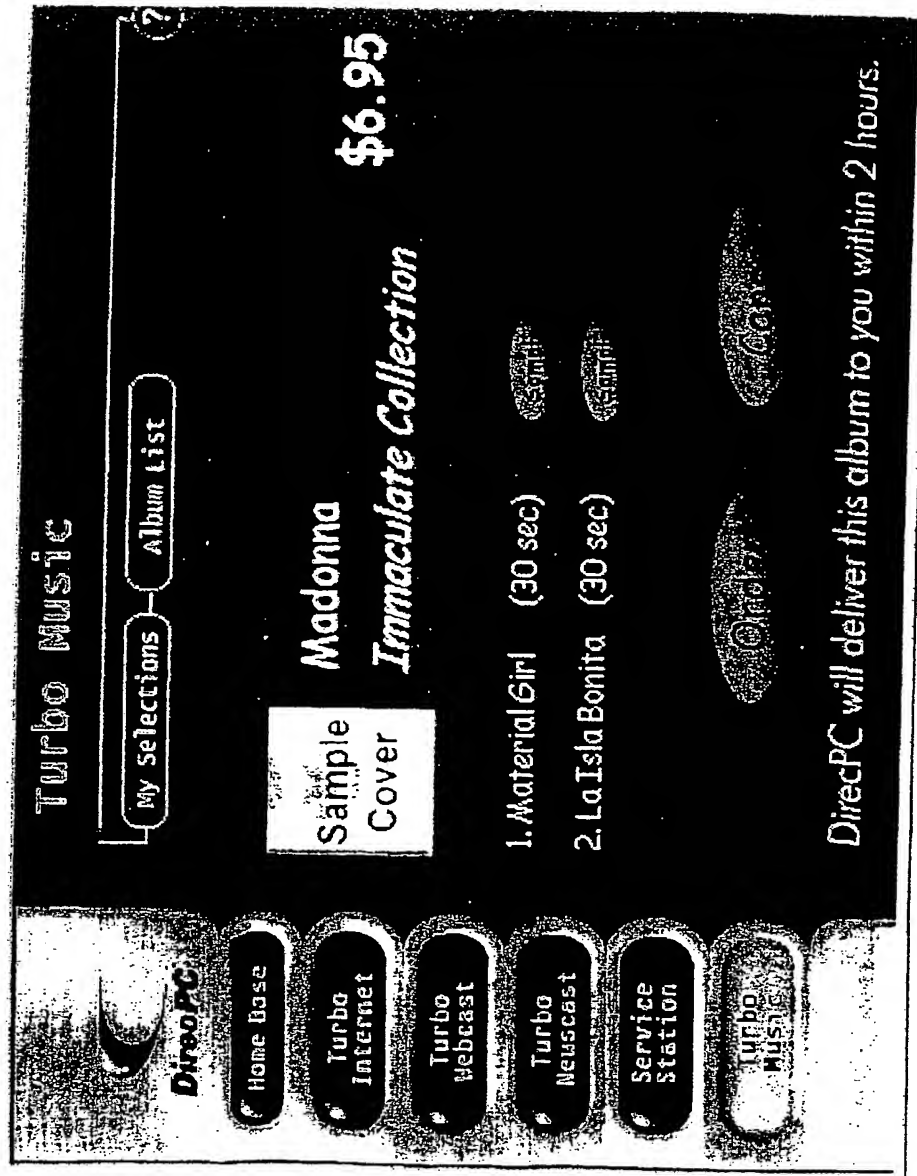 Turbo Music
?
My Selections
Album List
DirecPC
Home Base
Turbo
Internet
Turbo
Webcast
Turbo
Newscast
Service
Station
Turbo
Music
Sample
Cover
Madonna
Immaculate Collection
$6.95
1. Material Girl (30 sec)
2. La Isla Bonita (30 sec)
DirecPC will deliver this album to you within 2 hours.